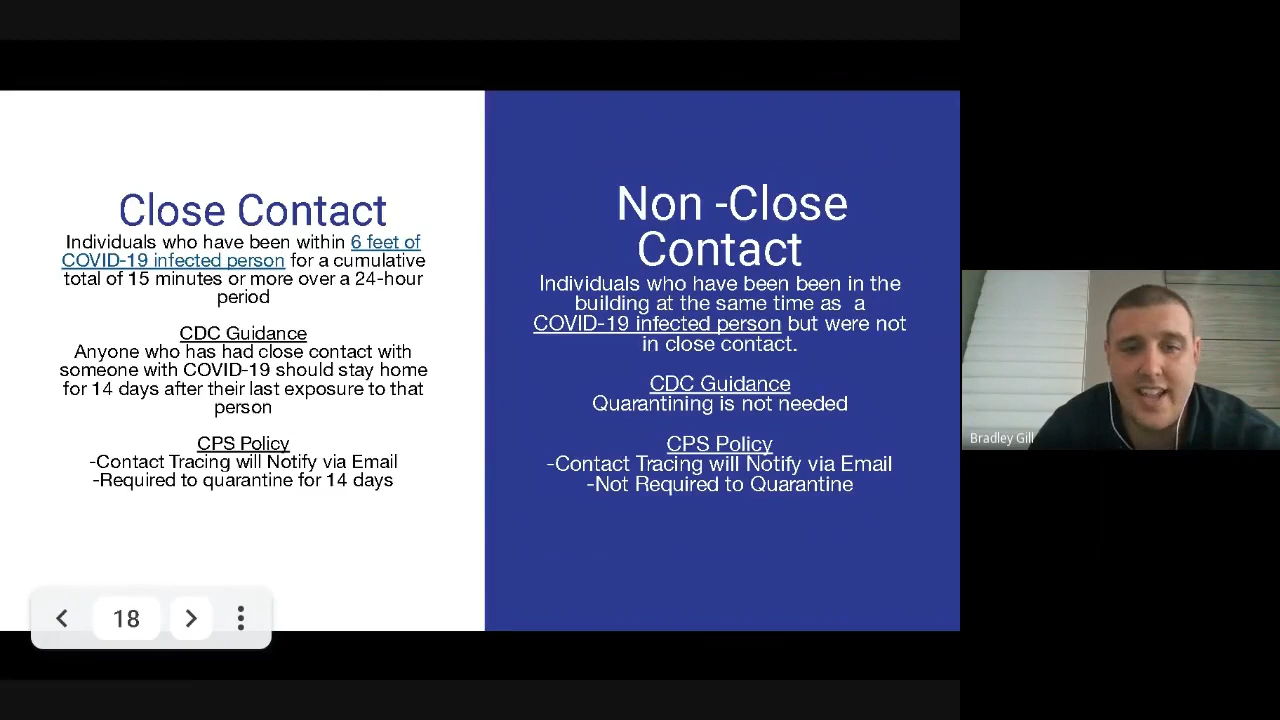 Close Contact
Individuals who have been within 6 feet of
COVID-19 infected person for a cumulative
total of 15 minutes or more over a 24-hour
period
CDC Guidance
Anyone who has had close contact with
someone with COVID-19 should stay home
for 14 days after their last exposure to that
person
CPS Policy
-Contact Tracing will Notify via Email
-Required to quarantine for 14 days
Non -Close
Contact
Individuals who have been been in the
building at the same time as  a
COVID-19 infected person but were not
in close contact.
CDC Guidance
Quarantining is not needed
CPS Policy
-Contact Tracing will Notify via Email
-Not Required to Quarantine
18
Bradley Gill